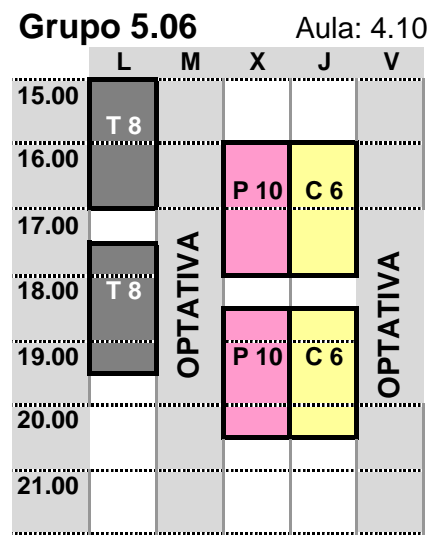 Grupo 5.06 Aula: 4.10
L M X J V
15.00
T 8
16.00
P 10 C 6
17.00
OPTATIVA
OPTATIVA
18.00
T 8
19.00
P 10 C 6
20.00
21.00